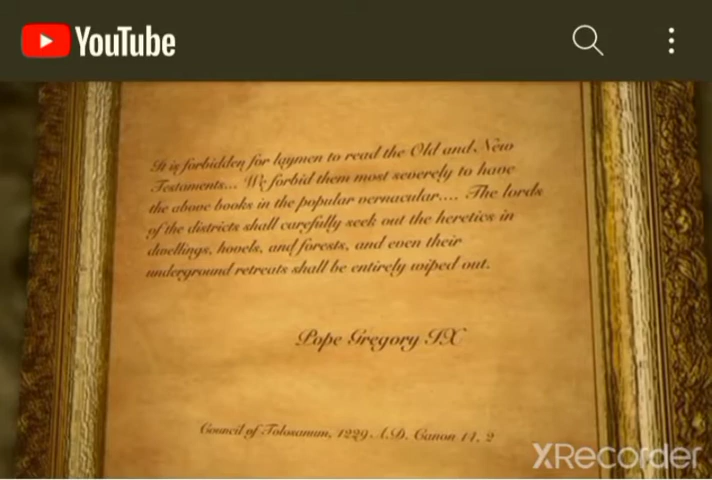 YouTube
It is forbidden for laymen to read the Old and New
Testaments... We forbid them most severely to have
the above books in the popular vernacular.... The lords
of the districts shall carefully seek out the heretics in
dwellings, hovels, and forests, and even their
underground retreats shall be entirely wiped out.
Pope Gregory IX
Council of Tolosanum, 1229 A.D. Canon 14, 2
XRecorder